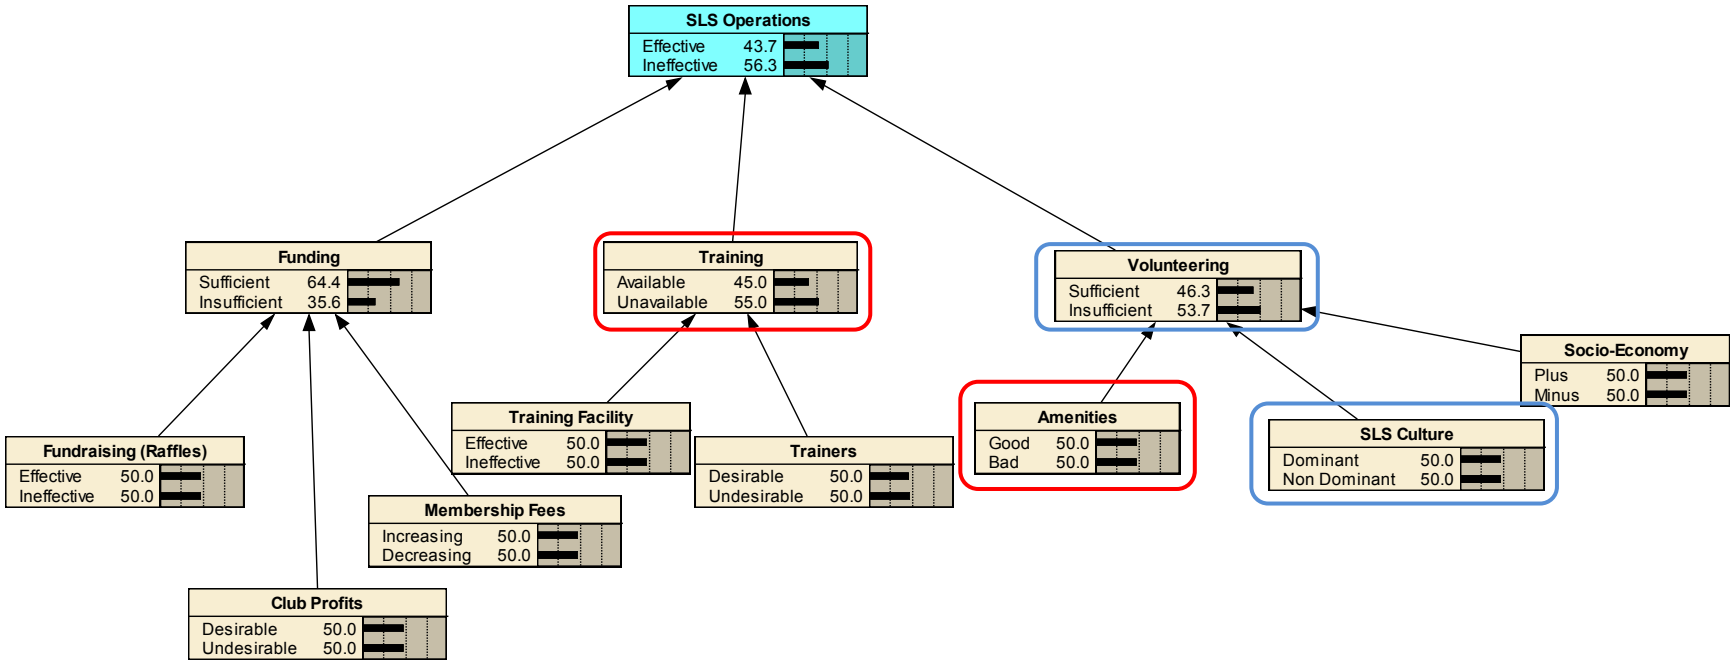 SLS Operations
Effective 43.7
Ineffective 56.3
Funding
Sufficient 64.4
Insufficient 35.6
Training
Available 45.0
Unavailable 55.0
Volunteering
Sufficient 46.3
Insufficient 53.7
Socio-Economy
Plus 50.0
Minus 50.0
Fundraising (Raffles)
Effective 50.0
Ineffective 50.0
Training Facility
Effective 50.0
Ineffective 50.0
Trainers
Desirable 50.0
Undesirable 50.0
Amenities
Good 50.0
Bad 50.0
SLS Culture
Dominant 50.0
Non Dominant 50.0
Membership Fees
Increasing 50.0
Decreasing 50.0
Club Profits
Desirable 50.0
Undesirable 50.0